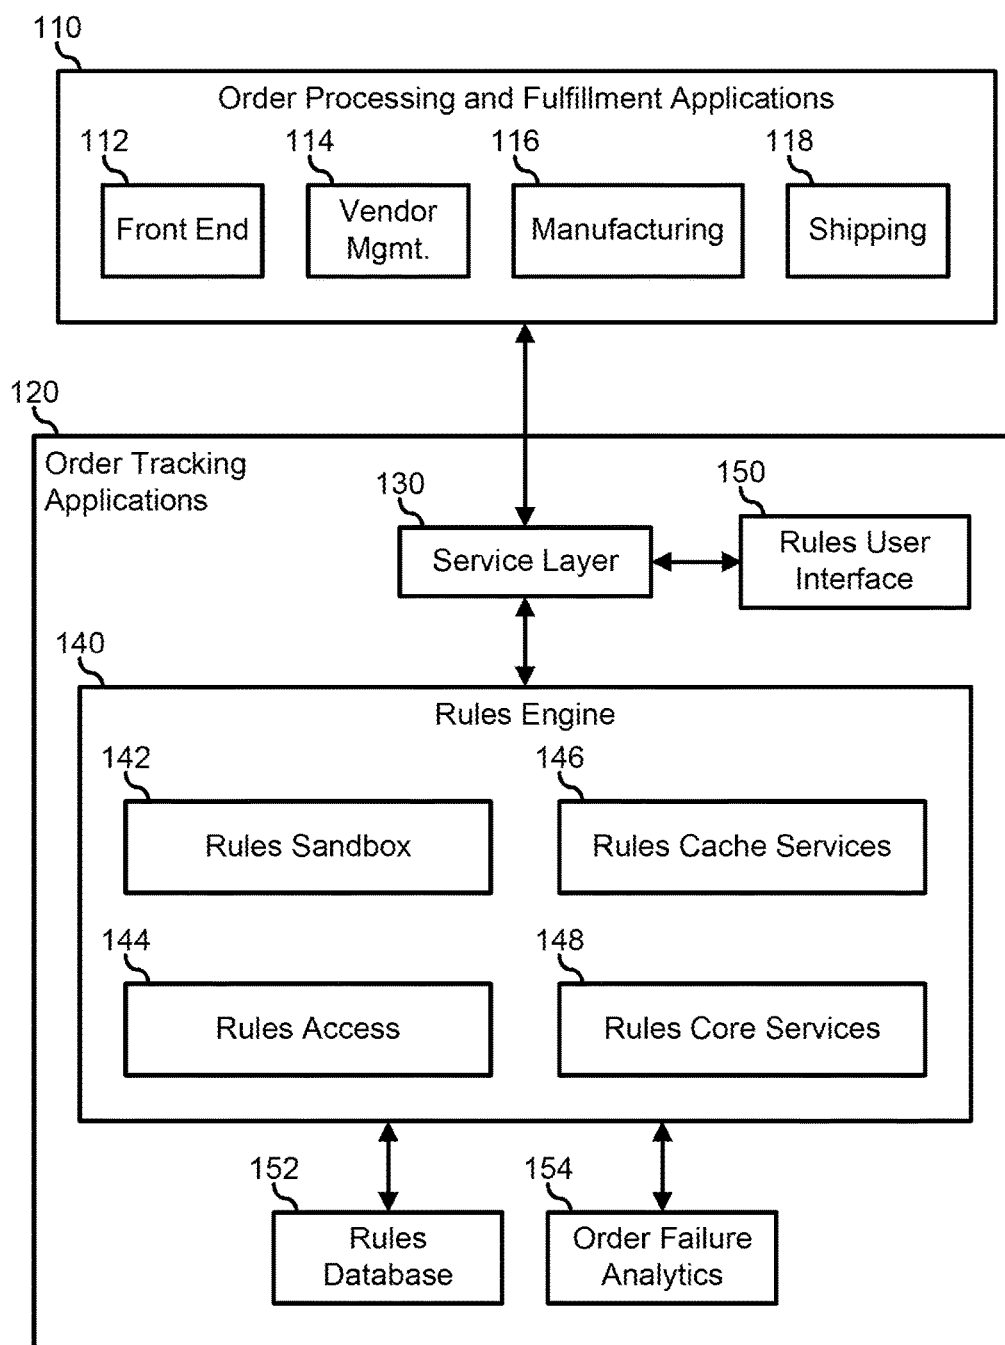 110
Order Processing and Fulfillment Applications
112
114
116
118
Front End
Vendor
Mgmt.
Manufacturing
Shipping
120
Order Tracking
Applications
130
150
Service Layer
Rules User
Interface
140
Rules Engine
142
146
Rules Sandbox
Rules Cache Services
144
148
Rules Access
Rules Core Services
152
154
Rules
Database
Order Failure
Analytics